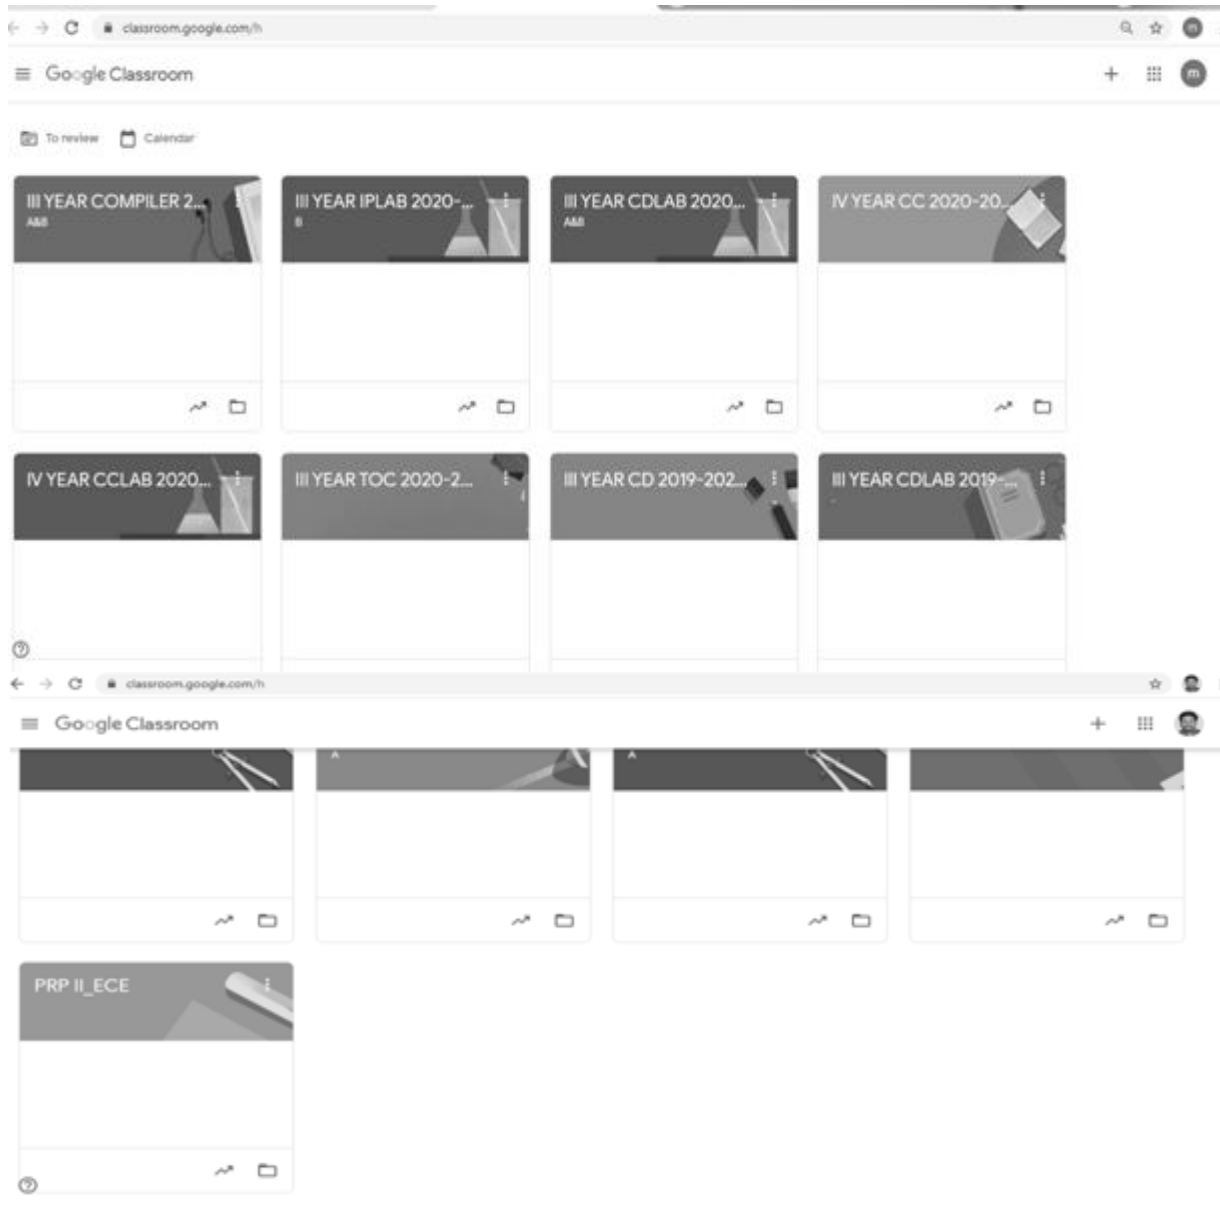 classroom.google.com/h
Google Classroom
m
To review
Calendar
III YEAR COMPILER 2...
A&B
III YEAR IPLAB 2020-...
B
III YEAR CDLAB 2020...
A&B
IV YEAR CC 2020-20...
IV YEAR CCLAB 2020...
III YEAR TOC 2020-2...
III YEAR CD 2019-202...
III YEAR CDLAB 2019-...
classroom.google.com/h
Google Classroom
A
A
PRP II_ECE